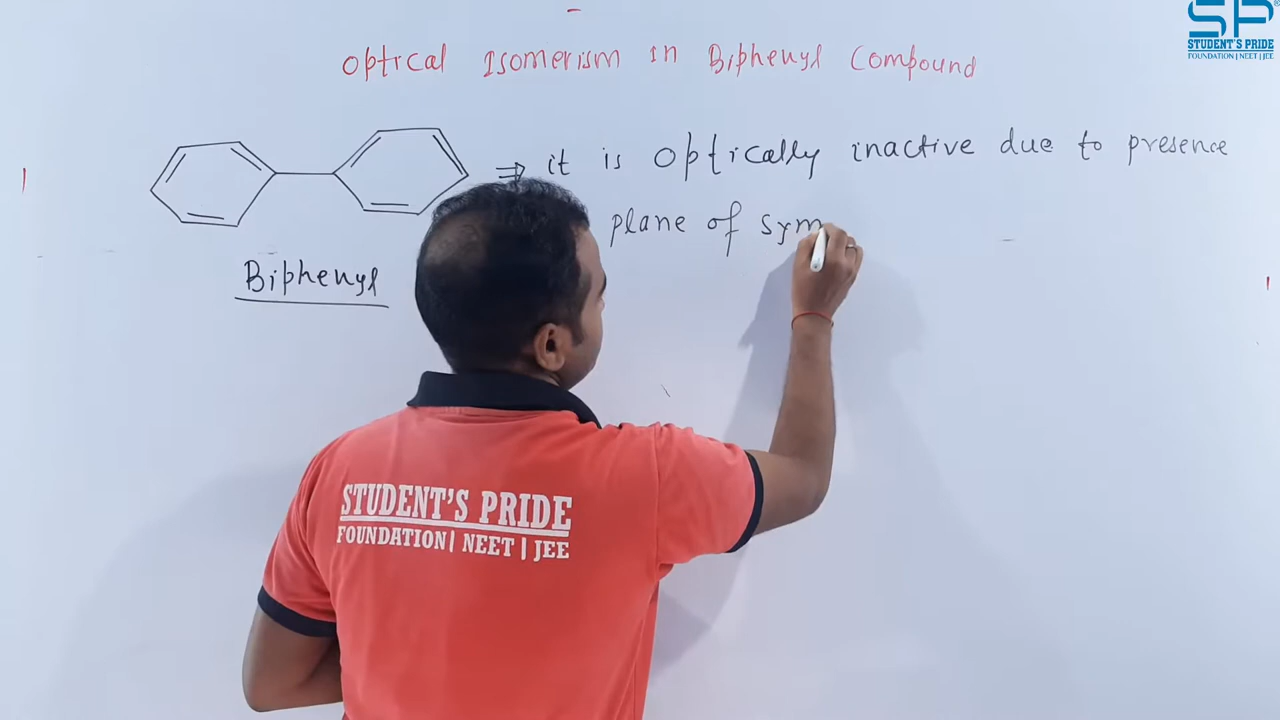 SP
STUDENT'S PRIDE
FOUNDATION | NEET | JEE
Optical Isomerism in Biphenyl Compound
it is optically inactive due to presence
plane of sym
Biphenyl
STUDENT'S PRIDE
FOUNDATION | NEET | JEE